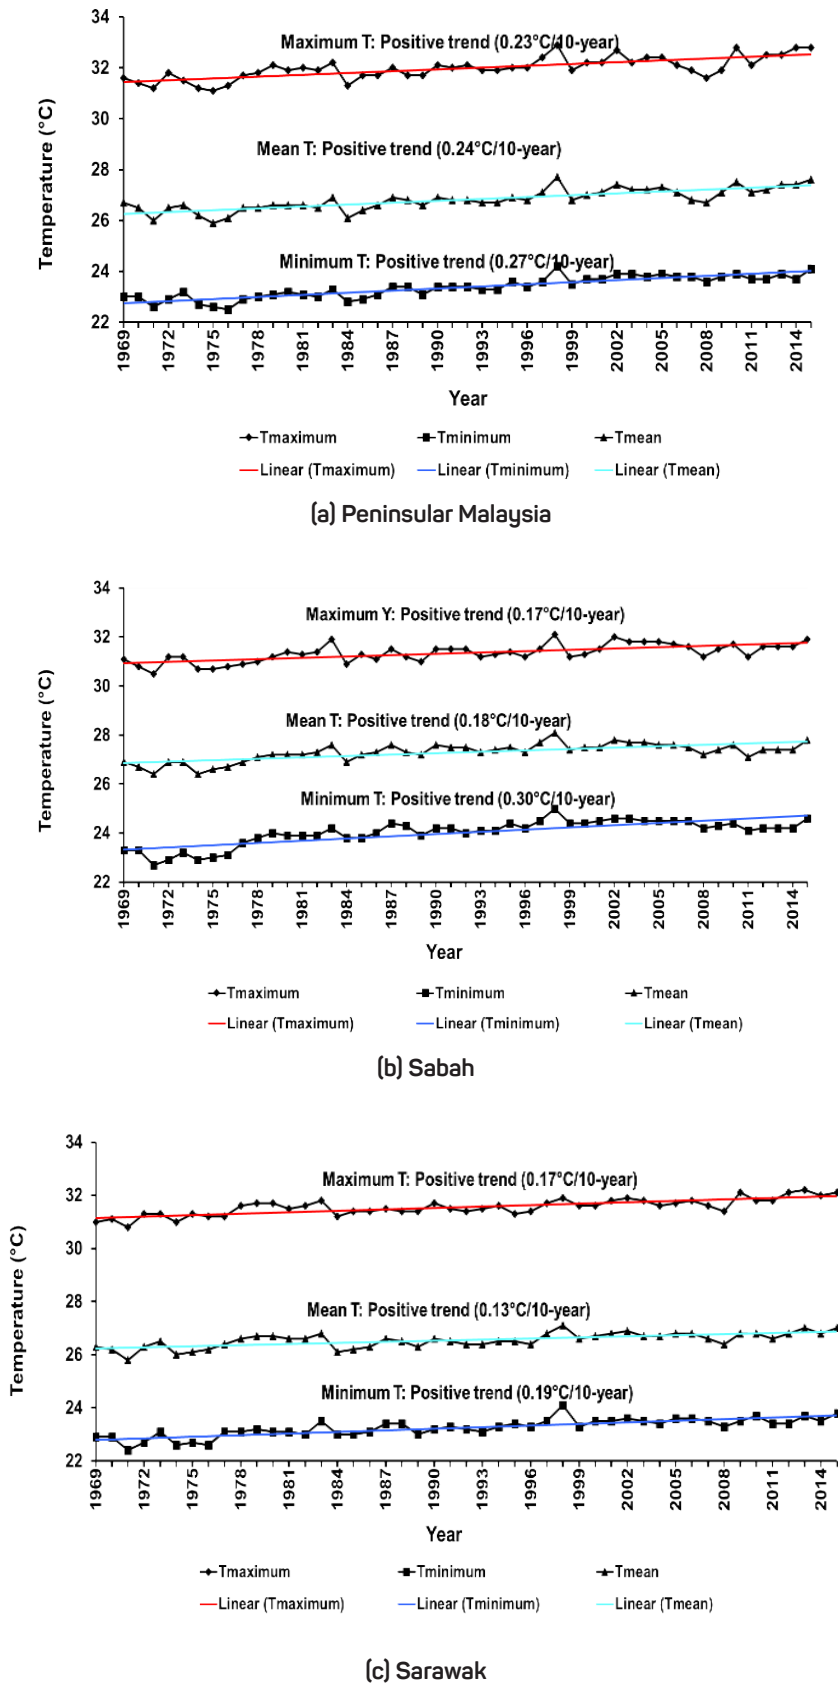 34
Maximum T: Positive trend (0.23°C/10-year)
32
30
Mean T: Positive trend (0.24°C/10-year)
28
26
Minimum T: Positive trend (0.27°C/10-year)
24
22
Temperature (°C)
1969 1972 1975 1978 1981 1984 1987 1990 1993 1996 1999 2002 2005 2008 2011 2014
Year
Tmaximum Tminimum Tmean
Linear (Tmaximum) Linear (Tminimum) Linear (Tmean)
(a) Peninsular Malaysia
34
Maximum Y: Positive trend (0.17°C/10-year)
32
30
Mean T: Positive trend (0.18°C/10-year)
28
26
Minimum T: Positive trend (0.30°C/10-year)
24
22
Temperature (°C)
1969 1972 1975 1978 1981 1984 1987 1990 1993 1996 1999 2002 2005 2008 2011 2014
Year
Tmaximum Tminimum Tmean
Linear (Tmaximum) Linear (Tminimum) Linear (Tmean)
(b) Sabah
34
Maximum T: Positive trend (0.17°C/10-year)
32
30
Mean T: Positive trend (0.13°C/10-year)
28
26
Minimum T: Positive trend (0.19°C/10-year)
24
22
Temperature (°C)
1969 1972 1975 1978 1981 1984 1987 1990 1993 1996 1999 2002 2005 2008 2011 2014
Year
Tmaximum Tminimum Tmean
Linear (Tmaximum) Linear (Tminimum) Linear (Tmean)
(c) Sarawak